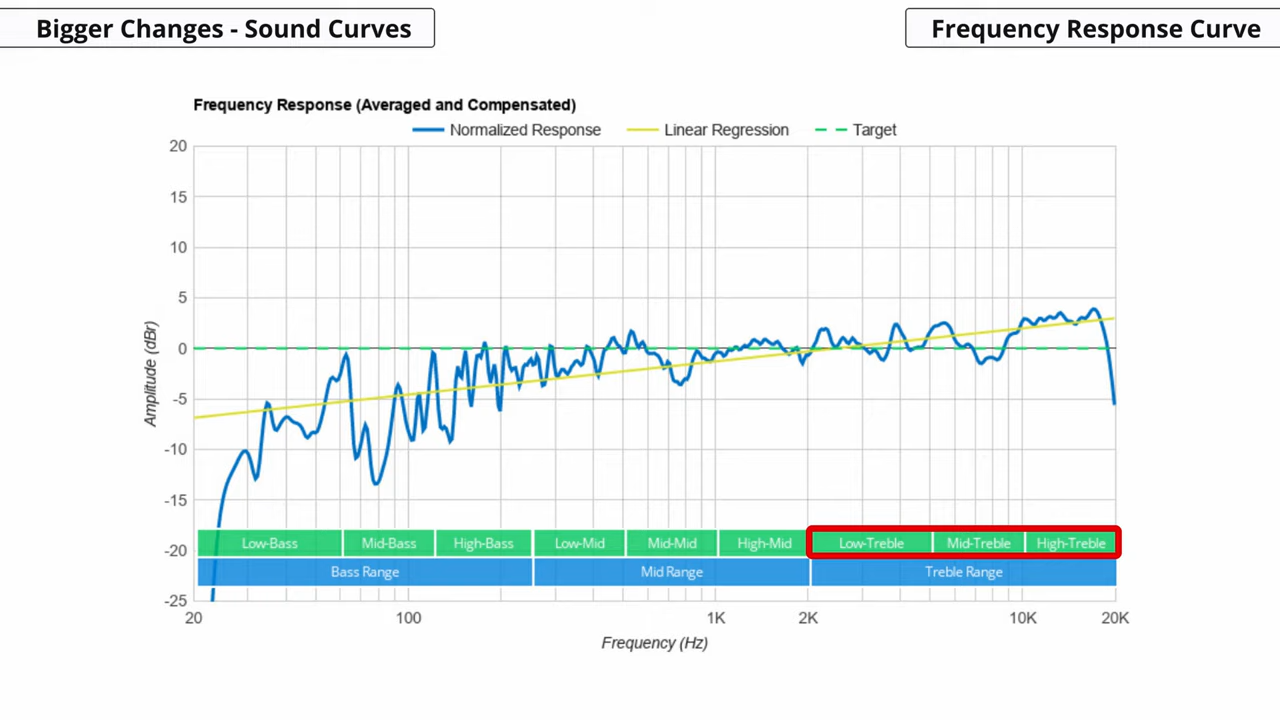 Bigger Changes - Sound Curves
Frequency Response Curve
Frequency Response (Averaged and Compensated)
Normalized Response Linear Regression Target
20
15
10
5
0
-5
-10
-15
-20
-25
Amplitude (dBr)
Low-Bass Mid-Bass High-Bass Low-Mid Mid-Mid High-Mid Low-Treble Mid-Treble High-Treble
Bass Range Mid Range Treble Range
20 100 1K 2K 10K 20K
Frequency (Hz)